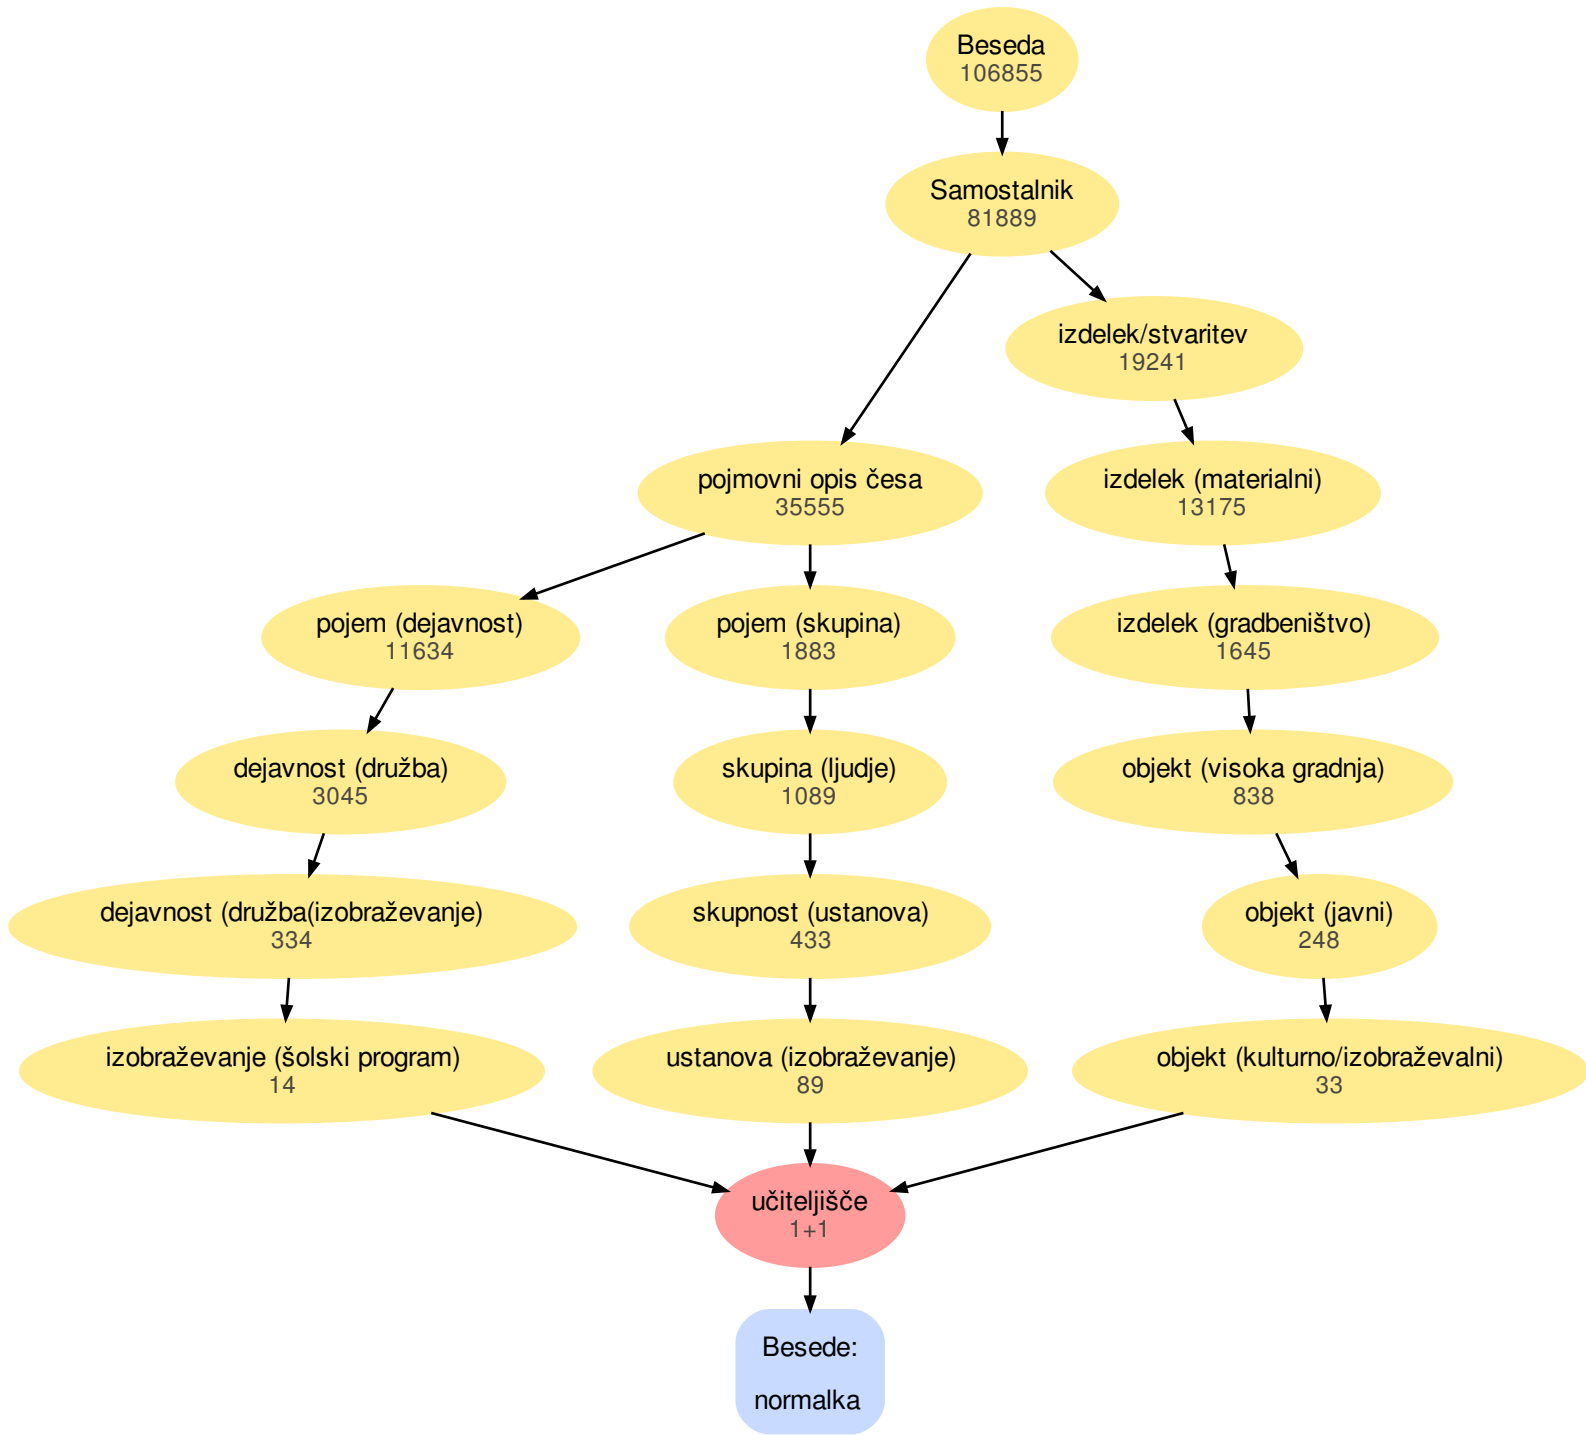 Beseda
106855
Samostalnik
81889
izdelek/stvaritev
19241
pojmovni opis česa
35555
izdelek (materialni)
13175
pojem (dejavnost)
11634
pojem (skupina)
1883
izdelek (gradbeništvo)
1645
dejavnost (družba)
3045
skupina (ljudje)
1089
objekt (visoka gradnja)
838
dejavnost (družba(izobraževanje)
334
skupnost (ustanova)
433
objekt (javni)
248
izobraževanje (šolski program)
14
ustanova (izobraževanje)
89
objekt (kulturno/izobraževalni)
33
učiteljišče
1+1
Besede:
normalka